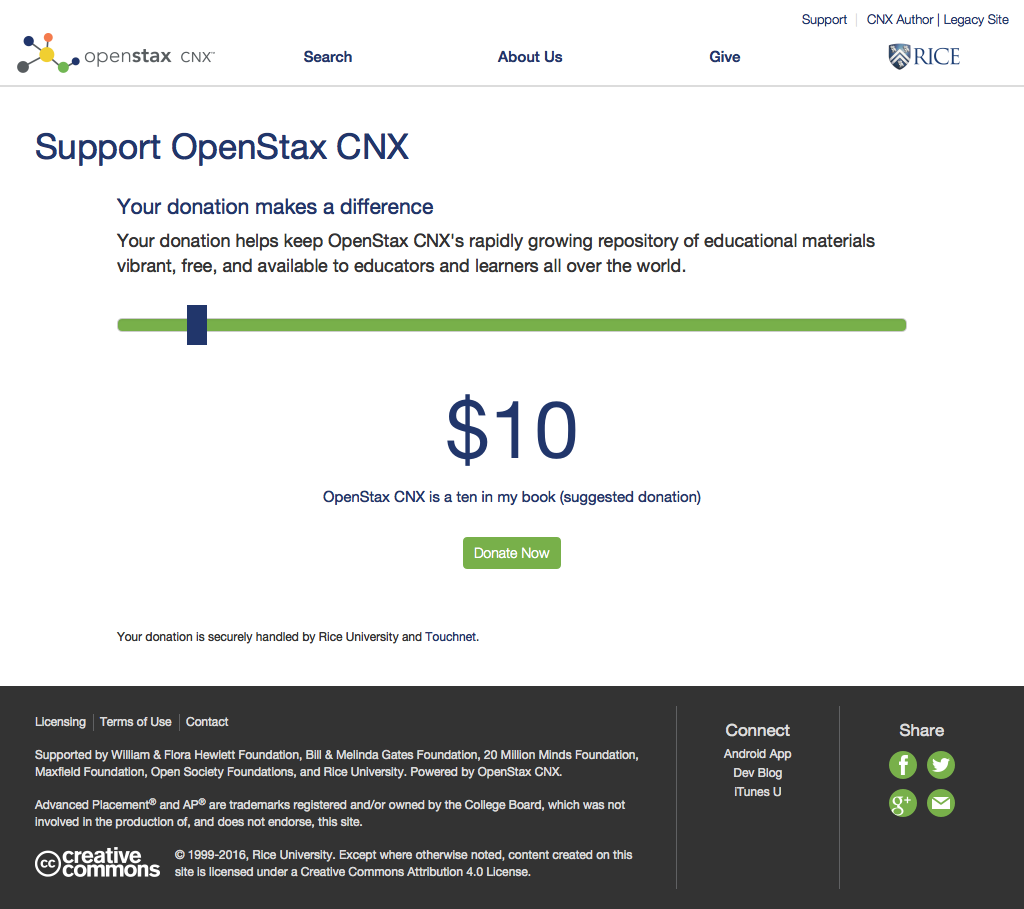 Support CNX Author | Legacy Site
openstax CNX™ Search About Us Give RICE
Support OpenStax CNX
Your donation makes a difference
Your donation helps keep OpenStax CNX's rapidly growing repository of educational materials
vibrant, free, and available to educators and learners all over the world.
$10
OpenStax CNX is a ten in my book (suggested donation)
Donate Now
Your donation is securely handled by Rice University and Touchnet.
Licensing Terms of Use Contact
Supported by William & Flora Hewlett Foundation, Bill & Melinda Gates Foundation, 20 Million Minds Foundation,
Maxfield Foundation, Open Society Foundations, and Rice University. Powered by OpenStax CNX.
Advanced Placement® and AP® are trademarks registered and/or owned by the College Board, which was not
involved in the production of, and does not endorse, this site.
cc creative
commons
© 1999-2016, Rice University. Except where otherwise noted, content created on this
site is licensed under a Creative Commons Attribution 4.0 License.
Connect
Android App
Dev Blog
iTunes U
Share
f
g+